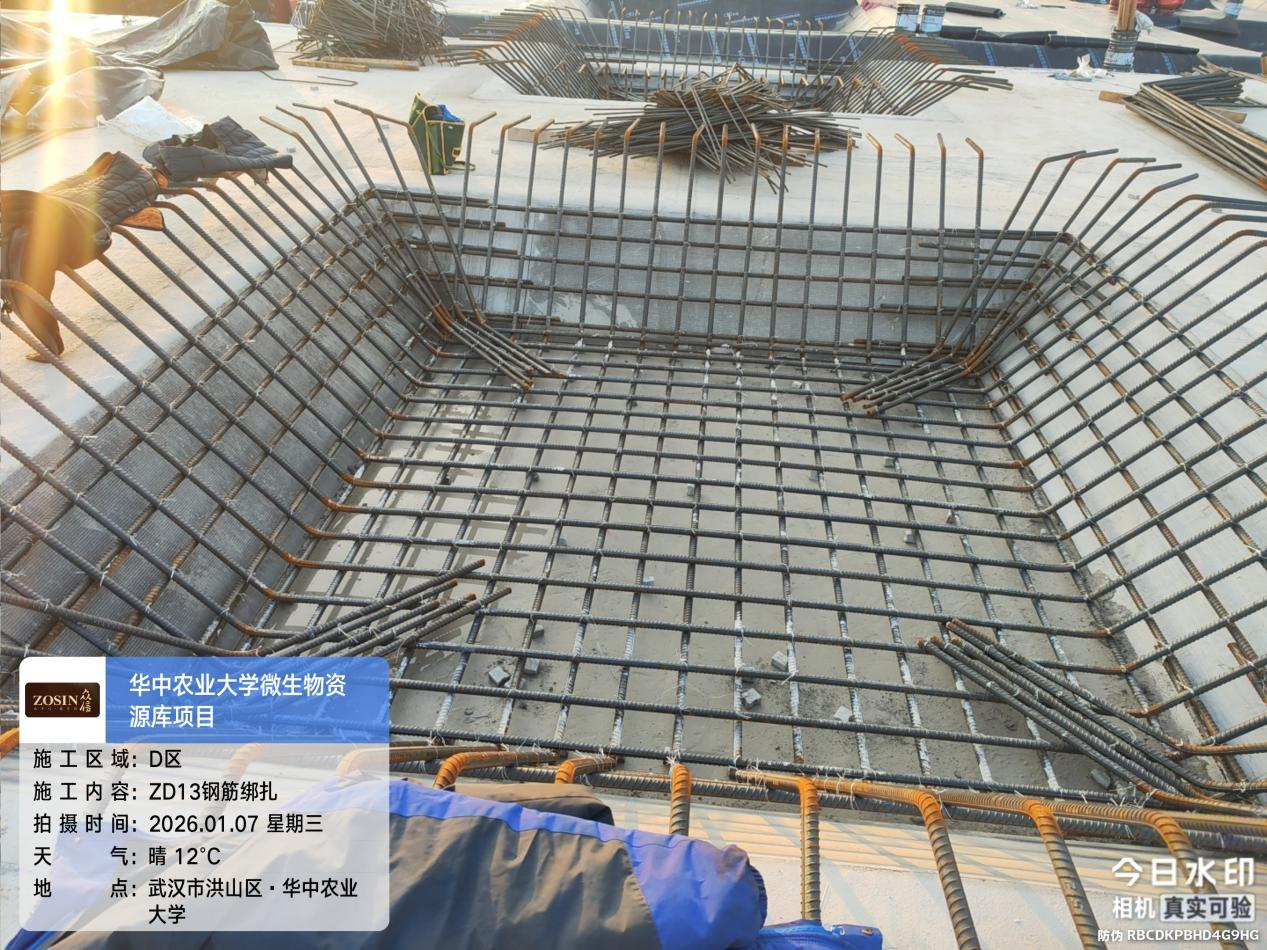 ZOSIN 众信
华中农业大学微生物资
源库项目
施工区域：D区
施工内容：ZD13钢筋绑扎
拍摄时间：2026.01.07 星期三
天气：晴 12°C
地点：武汉市洪山区·华中农业
大学
今日水印
相机 真实可验
防伪 RBCDKPBHD4G9HG